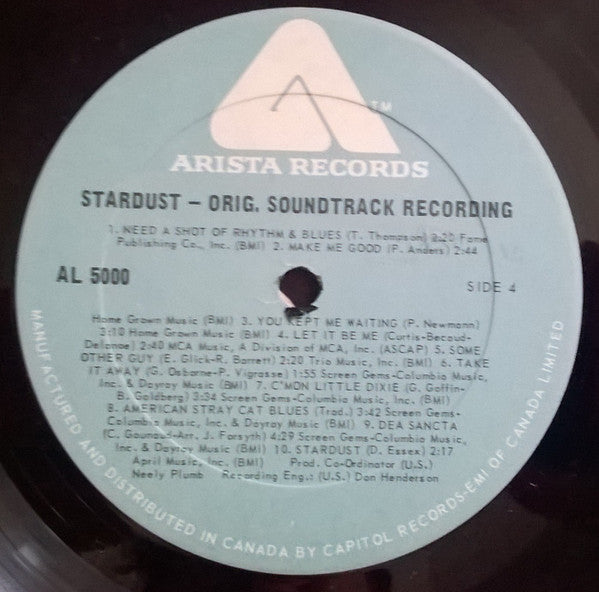 TM
ARISTA RECORDS
STARDUST – ORIG. SOUNDTRACK RECORDING
1. NEED A SHOT OF RHYTHM & BLUES (T. Thompson) 2:20 Fame
Publishing Co., Inc. (BMI) 2. MAKE ME GOOD (P. Anders) 2:44
AL 5000
SIDE 4
Home Grown Music (BMI) 3. YOU KEPT ME WAITING (P. Newmann)
3:10 Home Grown Music (BMI) 4. LET IT BE ME (Curtis-Becaud-
Delanoe) 2:40 MCA Music, A Division of MCA, Inc. (ASCAP) 5. SOME
OTHER GUY (E. Glick-R. Barrett) 2:20 Trio Music, Inc. (BMI) 6. TAKE
IT AWAY (G. Osborne-P. Vigrasse) 1:55 Screen Gems-Columbia Music,
Inc. & Dayray Music (BMI) 7. C'MON LITTLE DIXIE (G. Goffin-
B. Goldberg) 3:34 Screen Gems-Columbia Music, Inc. (BMI)
8. AMERICAN STRAY CAT BLUES (Trad.) 3:42 Screen Gems-
Columbia Music, Inc. & Dayray Music (BMI) 9. DEA SANCTA
(C. Gounaud-Arr. J. Forsyth) 4:29 Screen Gems-Columbia Music,
Inc. & Dayray Music (BMI) 10. STARDUST (D. Essex) 2:17
April Music, Inc. (BMI) Prod. Co-Ordinator (U.S.)
Neely Plumb Recording Eng.: (U.S.) Don Henderson
MANUFACTURED AND DISTRIBUTED IN CANADA BY CAPITOL RECORDS-EMI OF CANADA LIMITED